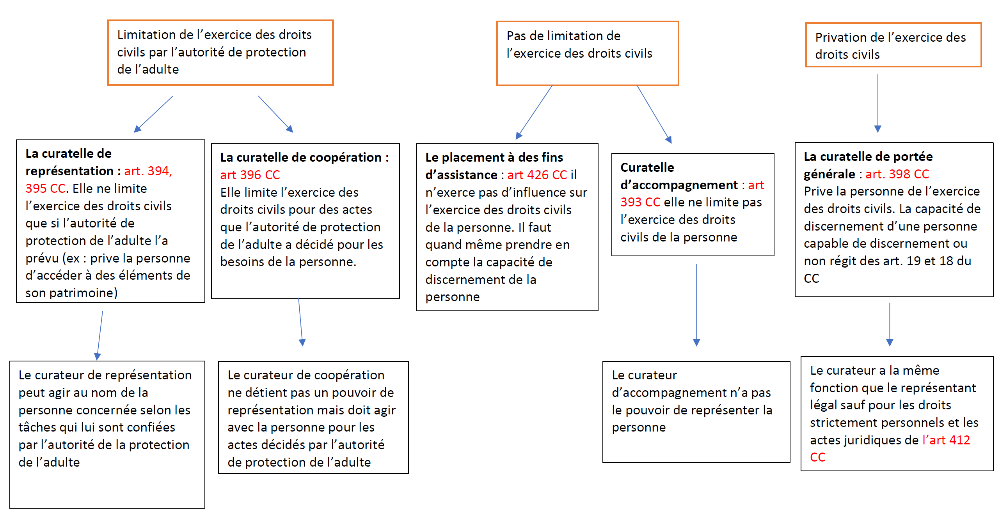 Limitation de l’exercice des droits
civils par l’autorité de protection
de l’adulte
Pas de limitation de
l’exercice des droits civils
Privation de l’exercice des
droits civils
La curatelle de
représentation : art. 394,
395 CC. Elle ne limite
l’exercice des droits civils
que si l’autorité de
protection de l’adulte l’a
prévu (ex : prive la personne
d’accéder à des éléments de
son patrimoine)
La curatelle de coopération :
art 396 CC
Elle limite l’exercice des
droits civils pour des actes
que l’autorité de protection
de l’adulte a décidé pour les
besoins de la personne.
Le placement à des fins
d’assistance : art 426 CC il
n’exerce pas d’influence sur
l’exercice des droits civils
de la personne. Il faut
quand même prendre en
compte la capacité de
discernement de la
personne
Curatelle
d’accompagnement : art
393 CC elle ne limite pas
l’exercice des droits
civils de la personne
La curatelle de portée
générale : art. 398 CC
Prive la personne de l’exercice
des droits civils. La capacité de
discernement d’une personne
capable de discernement ou
non régit des art. 19 et 18 du
CC
Le curateur de représentation
peut agir au nom de la
personne concernée selon les
tâches qui lui sont confiées
par l’autorité de la protection
de l’adulte
Le curateur de coopération
ne détient pas un pouvoir de
représentation mais doit agir
avec la personne pour les
actes décidés par l’autorité
de protection de l’adulte
Le curateur
d’accompagnement n’a pas
le pouvoir de représenter la
personne
Le curateur a la même
fonction que le représentant
légal sauf pour les droits
strictement personnels et les
actes juridiques de l’art 412
CC